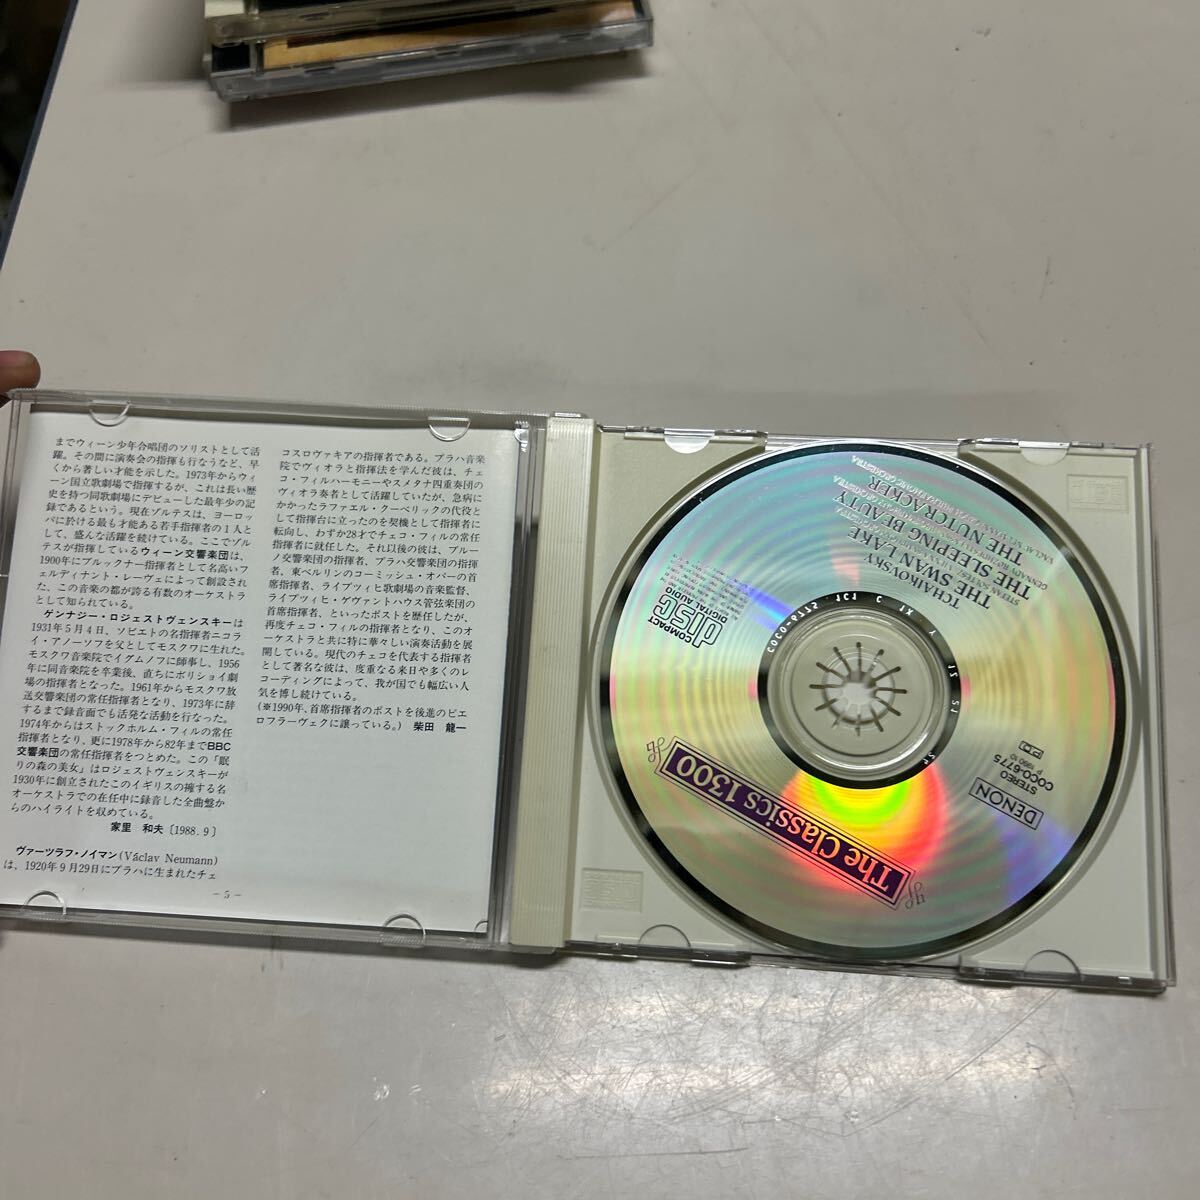 までウィーン少年合唱団のソリストとして活
躍。その間に演奏会の指揮も行なうなど、早
くから著しい才能を示した。1973年からウィ
ーン国立歌劇場で指揮するが、これは長い歴
史を持つ同歌劇場にデビューした最年少の記
録であるという。現在ゾルテスは、ヨーロッ
パに於ける最も才能ある若手指揮者の1人と
して、盛んな活躍を続けている。ここでゾル
テスが指揮しているウィーン交響楽団は、
1900年にブルックナー指揮者として名高いフ
ェルディナント・レーヴェによって創設され
た、この音楽の都が誇る有数のオーケストラ
として知られている。
ゲンナジー・ロジェストヴェンスキーは
1931年5月4日、ソビエトの名指揮者ニコラ
イ・アノーソフを父としてモスクワに生れた。
モスクワ音楽院でイグムノフに師事し、1956
年に同音楽院を卒業後、直ちにボリショイ劇
場の指揮者となった。1961年からモスクワ放
送交響楽団の常任指揮者となり、1973年に辞
するまで録音面でも活発な活動を行なった。
1974年からはストックホルム・フィルの常任
指揮者となり、更に1978年から82年までBBC
交響楽団の常任指揮者をつとめた。この「眠
りの森の美女」はロジェストヴェンスキーが
1930年に創立されたこのイギリスの擁する名
オーケストラでの在任中に録音した全曲盤か
らのハイライトを収めている。
家里 和夫〔1988.9〕
ヴァーツラフ・ノイマン(Václav Neumann)
は、1920年9月29日にプラハに生まれたチェ
コスロヴァキアの指揮者である。プラハ音楽
院でヴィオラと指揮法を学んだ彼は、チェ
コ・フィルハーモニーやスメタナ四重奏団の
ヴィオラ奏者として活躍していたが、急病に
かかったラファエル・クーベリックの代役と
して指揮台に立ったのを契機として指揮者に
転向し、わずか28才でチェコ・フィルの常任
指揮者に就任した。それ以後の彼は、ブルー
ノ交響楽団の指揮者、プラハ交響楽団の指揮
者、東ベルリンのコーミッシュ・オパーの首
席指揮者、ライプツィヒ歌劇場の音楽監督、
ライプツィヒ・ゲヴァントハウス管弦楽団の
首席指揮者、といったポストを歴任したが、
再度チェコ・フィルの指揮者となり、このオ
ーケストラと共に特に華々しい演奏活動を展
開している。現代のチェコを代表する指揮者
として著名な彼は、度重なる来日や多くのレ
コーディングによって、我が国でも幅広い人
気を博し続けている。
(※1990年、首席指揮者のポストを後進のビエ
ロフラーヴェクに譲っている。) 柴田 龍一
－5－
The Classics 1300
DENON
STEREO
COCO-6775
P 1990.10
COMPACT
disc
DIGITAL AUDIO
TCHAIKOVSKY
THE SWAN LAKE
THE SLEEPING BEAUTY
THE NUTCRACKER